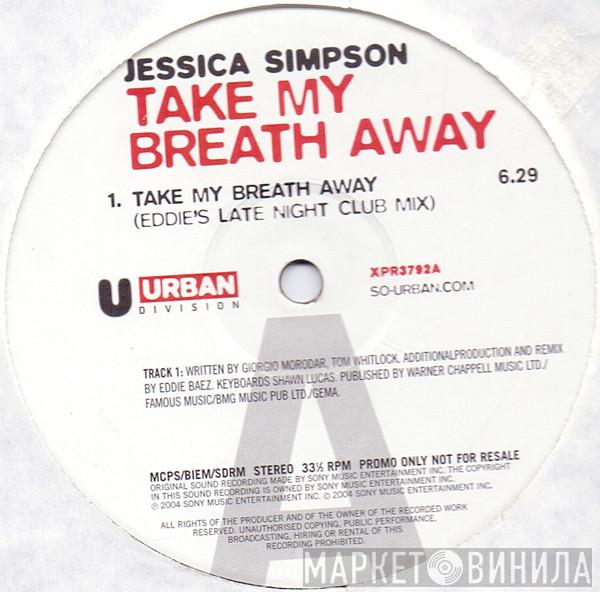 JESSICA SIMPSON
TAKE MY
BREATH AWAY
1. TAKE MY BREATH AWAY 6.29
(EDDIE'S LATE NIGHT CLUB MIX)
U URBAN
DIVISION
XPR3792A
SO-URBAN.COM
A
TRACK 1: WRITTEN BY GIORGIO MORODAR, TOM WHITLOCK. ADDITIONALPRODUCTION AND REMIX
BY EDDIE BAEZ. KEYBOARDS SHAWN LUCAS. PUBLISHED BY WARNER CHAPPELL MUSIC LTD./
FAMOUS MUSIC/BMG MUSIC PUB LTD./GEMA.
MCPS/BIEM/SDRM STEREO 33⅓ RPM PROMO ONLY NOT FOR RESALE
ORIGINAL SOUND RECORDING MADE BY SONY MUSIC ENTERTAINMENT INC. THE COPYRIGHT
IN THIS SOUND RECORDING IS OWNED BY SONY MUSIC ENTERTAINMENT INC.
℗ 2004 SONY MUSIC ENTERTAINMENT INC. © 2004 SONY MUSIC ENTERTAINMENT INC.
ALL RIGHTS OF THE PRODUCER AND OF THE OWNER OF THE RECORDED WORK
RESERVED. UNAUTHORISED COPYING, PUBLIC PERFORMANCE,
BROADCASTING, HIRING OR RENTAL OF THIS
RECORDING PROHIBITED.
МАРКЕТ ВИНИЛА